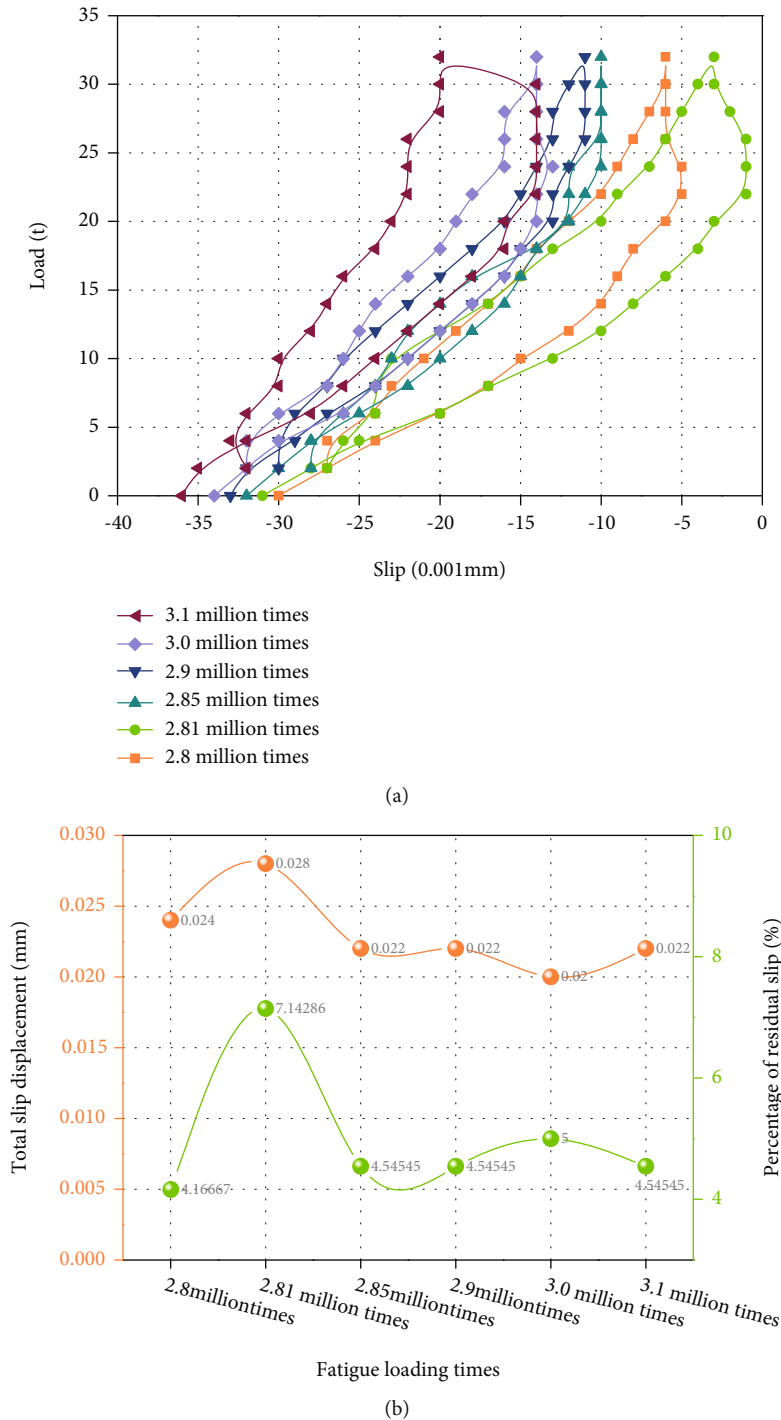 35
30
25
20
15
10
5
0
Load (t)
-40 -35 -30 -25 -20 -15 -10 -5 0
Slip (0.001mm)
3.1 million times
3.0 million times
2.9 million times
2.85 million times
2.81 million times
2.8 million times
(a)
0.030
0.025
0.020
0.015
0.010
0.005
0.000
Total slip displacement (mm)
0.024
0.028
0.022
0.022
0.02
0.022
4.16667
7.14286
4.54545
4.54545
5
4.54545
10
8
6
4
Percentage of residual slip (%)
2.8milliontimes
2.81 million times
2.85milliontimes
2.9milliontimes
3.0 million times
3.1 million times
Fatigue loading times
(b)